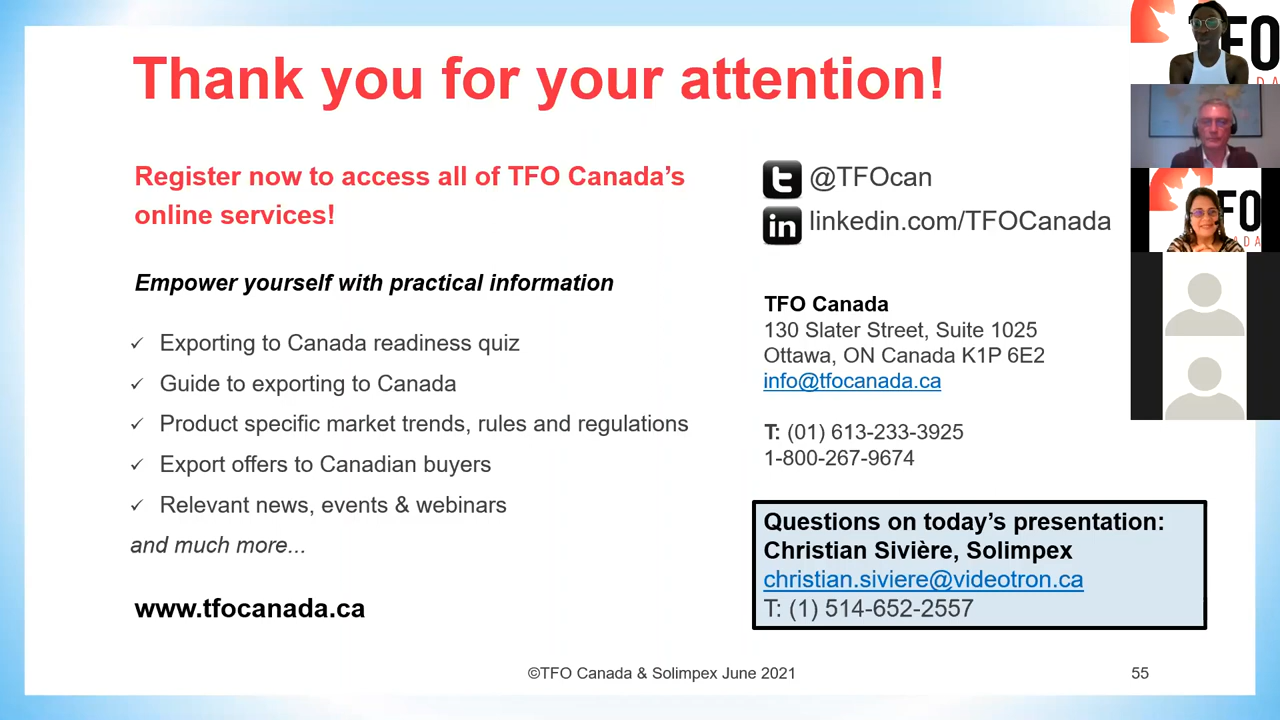 Thank you for your attention!
Register now to access all of TFO Canada’s
online services!
Empower yourself with practical information
✓ Exporting to Canada readiness quiz
✓ Guide to exporting to Canada
✓ Product specific market trends, rules and regulations
✓ Export offers to Canadian buyers
✓ Relevant news, events & webinars
and much more...
www.tfocanada.ca
@TFOcan
linkedin.com/TFOCanada
TFO Canada
130 Slater Street, Suite 1025
Ottawa, ON Canada K1P 6E2
info@tfocanada.ca
T: (01) 613-233-3925
1-800-267-9674
Questions on today’s presentation:
Christian Sivière, Solimpex
christian.siviere@videotron.ca
T: (1) 514-652-2557
©TFO Canada & Solimpex June 2021
55